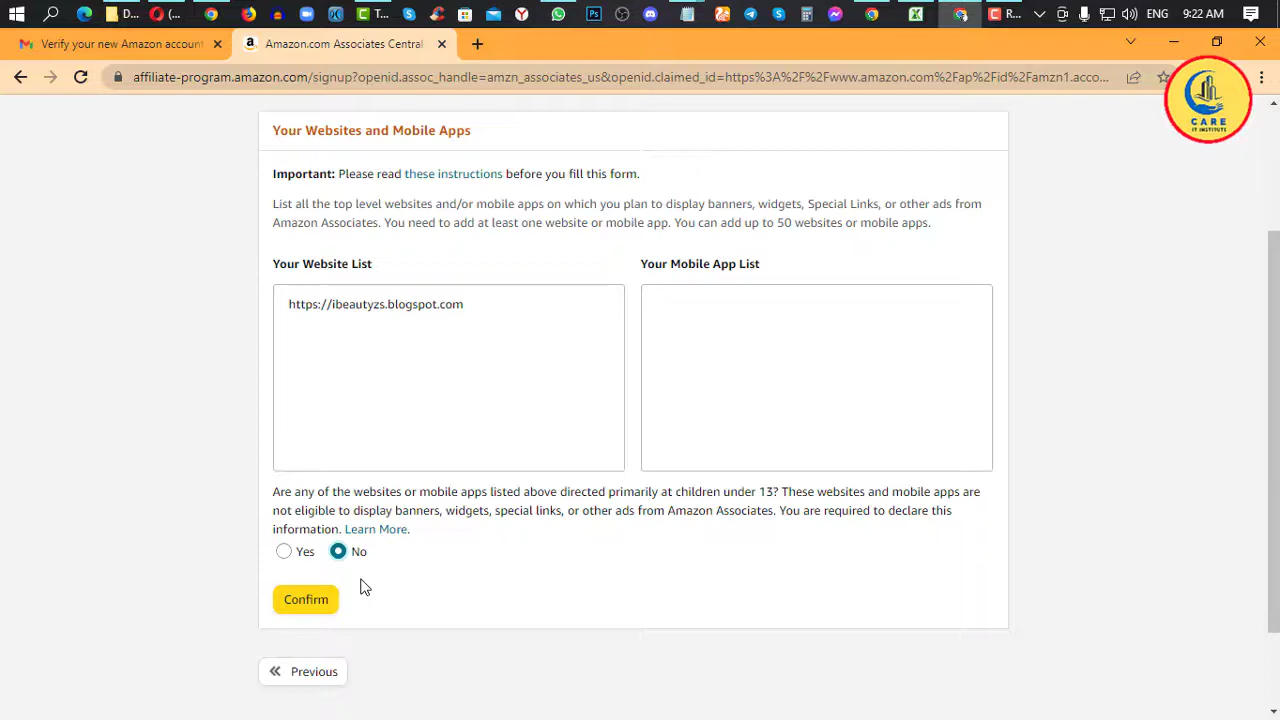 T...
(...
D...
T...
R...
ENG
9:22 AM
Verify your new Amazon account
Amazon.com Associates Central
affiliate-program.amazon.com/signup?openid.assoc_handle=amzn_associates_us&openid.claimed_id=https%3A%2F%2Fwww.amazon.com%2Fap%2Fid%2Famzn1.acco...
CARE
IT INSTITUTE
Your Websites and Mobile Apps
Important: Please read these instructions before you fill this form.
List all the top level websites and/or mobile apps on which you plan to display banners, widgets, Special Links, or other ads from
Amazon Associates. You need to add at least one website or mobile app. You can add up to 50 websites or mobile apps.
Your Website List
Your Mobile App List
https://ibeautyzs.blogspot.com
Are any of the websites or mobile apps listed above directed primarily at children under 13? These websites and mobile apps are
not eligible to display banners, widgets, special links, or other ads from Amazon Associates. You are required to declare this
information. Learn More.
Yes
No
Confirm
Previous